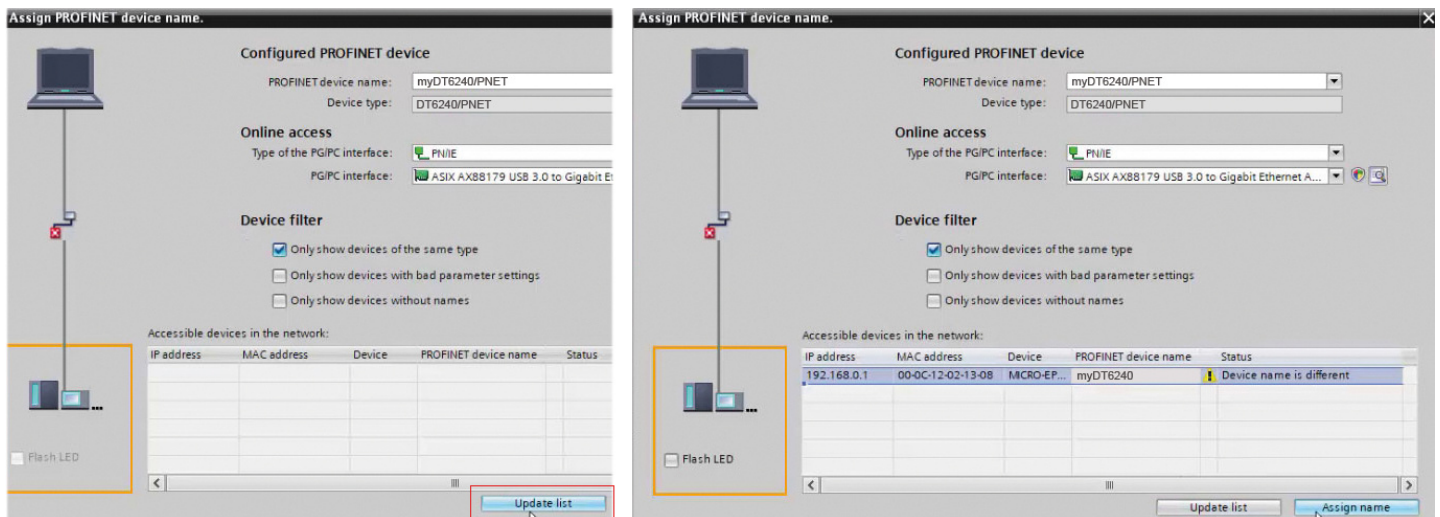 Assign PROFINET device name.
Configured PROFINET device
PROFINET device name: myDT6240/PNET
Device type: DT6240/PNET
Online access
Type of the PG/PC interface: PN/IE
PG/PC interface: ASIX AX88179 USB 3.0 to Gigabit Et
Device filter
Only show devices of the same type
Only show devices with bad parameter settings
Only show devices without names
Accessible devices in the network:
IP address MAC address Device PROFINET device name Status
Flash LED
Update list
Assign PROFINET device name.
Configured PROFINET device
PROFINET device name: myDT6240/PNET
Device type: DT6240/PNET
Online access
Type of the PG/PC interface: PN/IE
PG/PC interface: ASIX AX88179 USB 3.0 to Gigabit Ethernet A...
Device filter
Only show devices of the same type
Only show devices with bad parameter settings
Only show devices without names
Accessible devices in the network:
IP address MAC address Device PROFINET device name Status
192.168.0.1 00-0C-12-02-13-08 MICRO-EP... myDT6240 Device name is different
Flash LED
Update list Assign name